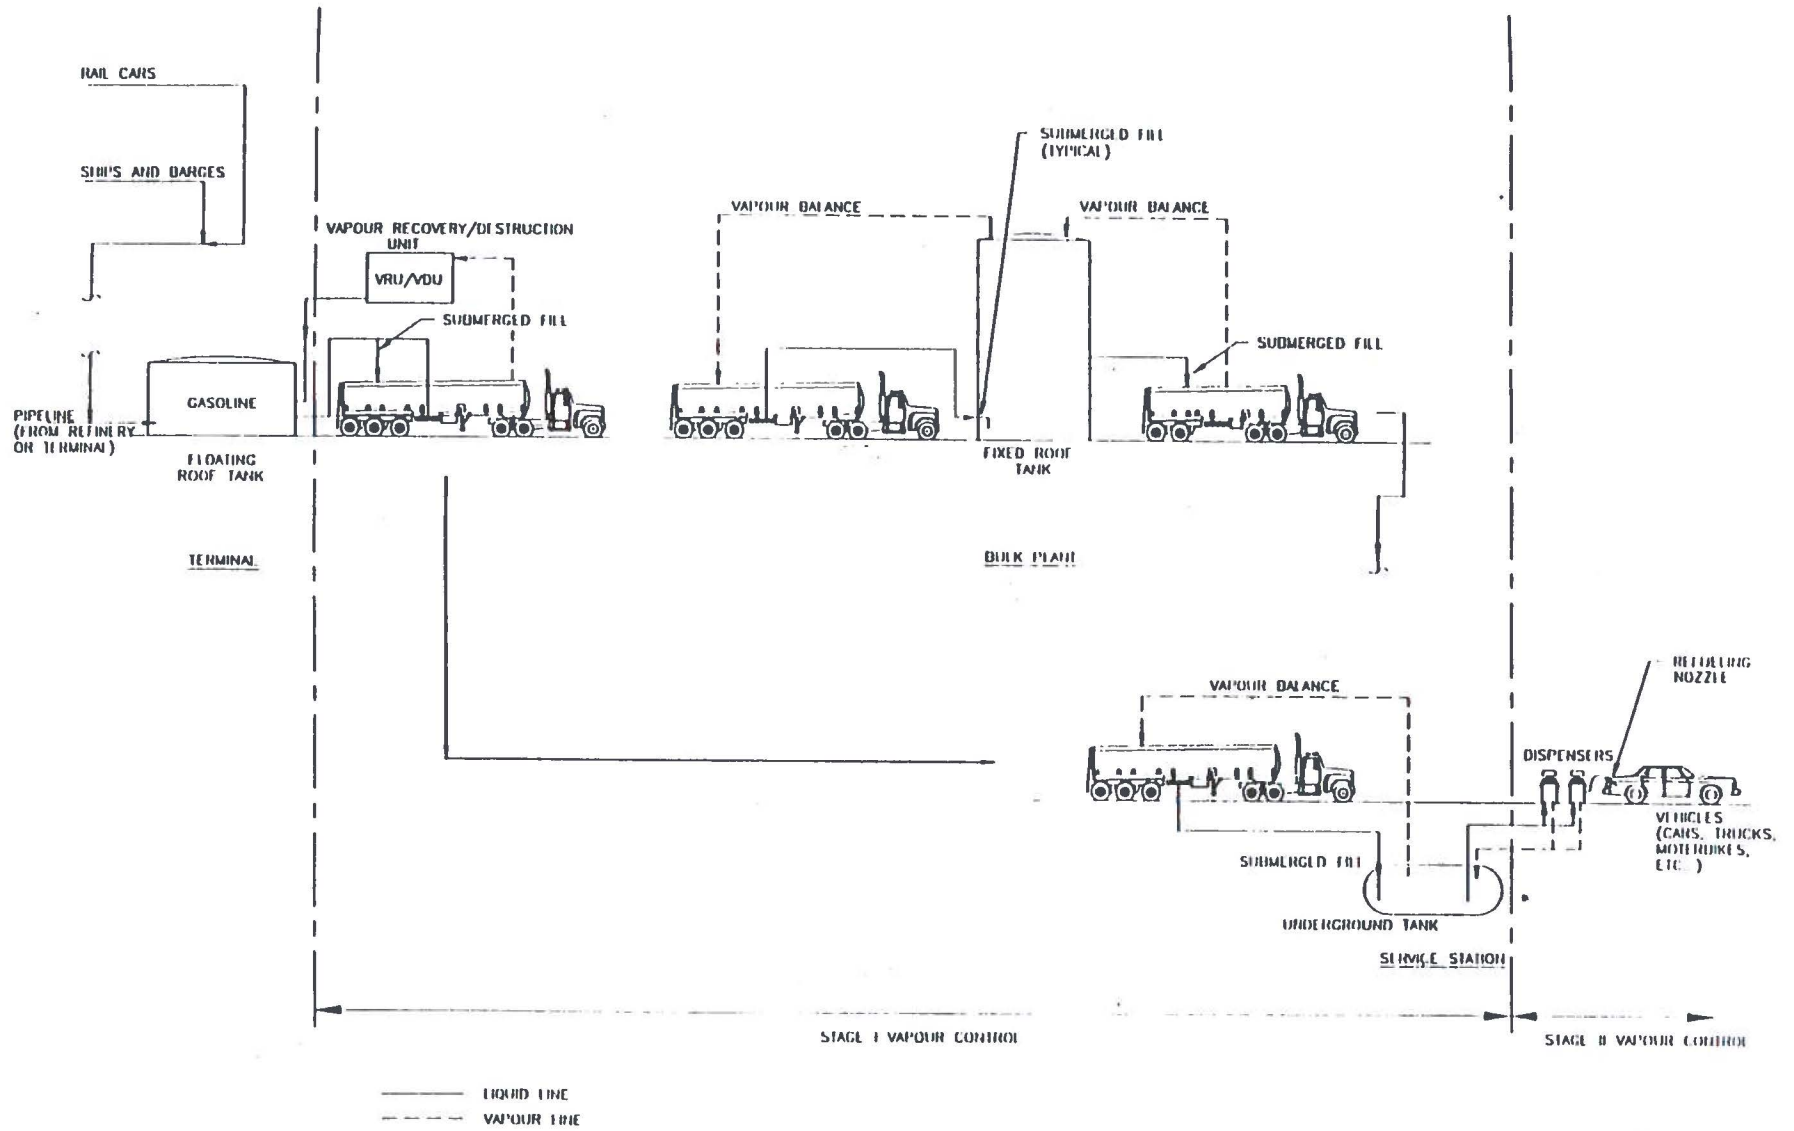 RAIL CARS
SHIPS AND BARGES
VAPOUR RECOVERY/DESTRUCTION
UNIT
VRU/VDU
SUBMERGED FILL
GASOLINE
PIPELINE
(FROM REFINERY
OR TERMINAL)
FLOATING
ROOF TANK
TERMINAL
VAPOUR BALANCE
SUBMERGED FILL
(TYPICAL)
VAPOUR BALANCE
SUBMERGED FILL
FIXED ROOF
TANK
BULK PLANT
VAPOUR BALANCE
SUBMERGED FILL
UNDERGROUND TANK
SERVICE STATION
REFUELING
NOZZLE
DISPENSERS
VEHICLES
(CARS, TRUCKS,
MOTERBIKES,
ETC..)
STAGE I VAPOUR CONTROL
STAGE II VAPOUR CONTROL
LIQUID LINE
VAPOUR LINE